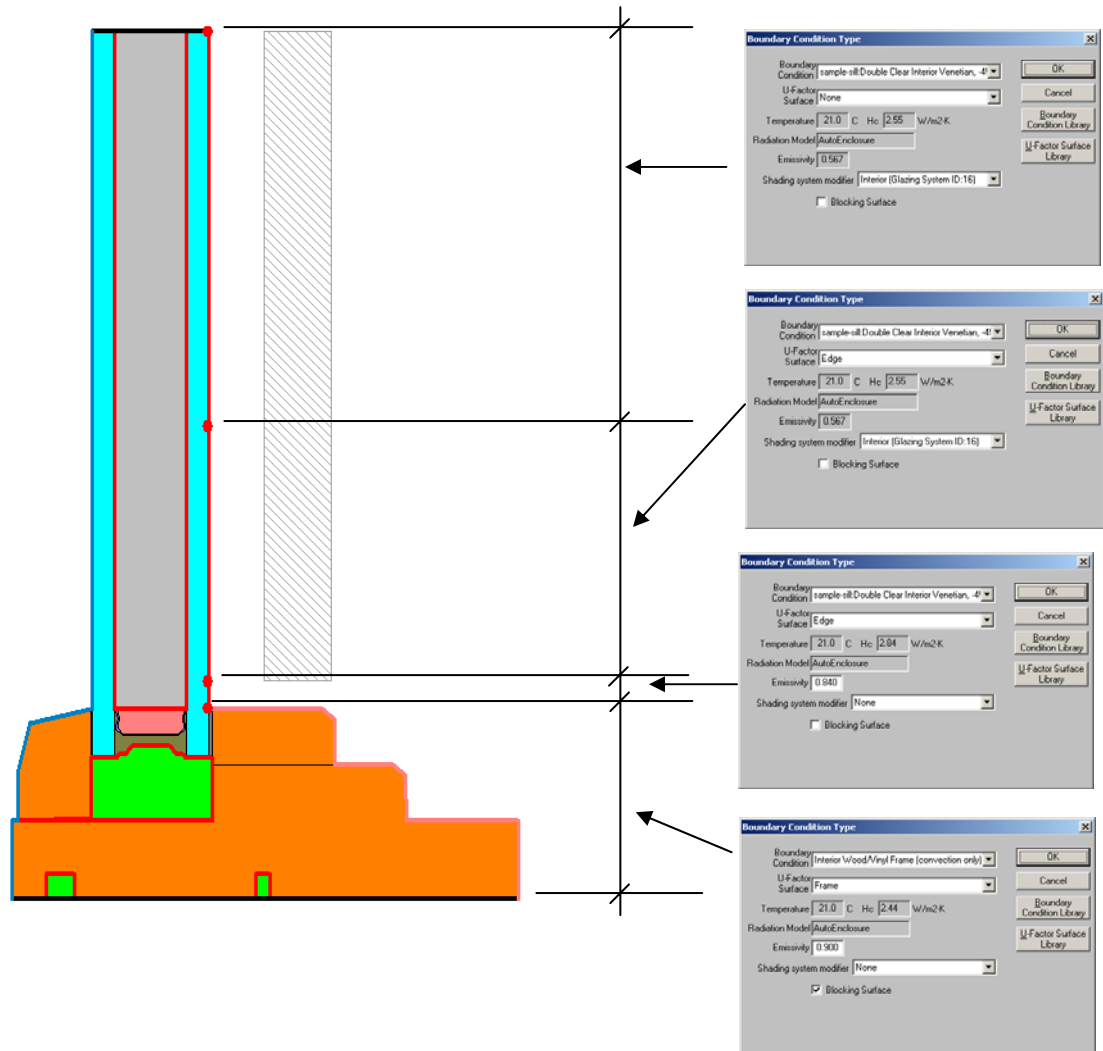 Boundary Condition Type
Boundary Condition sample-sill:Double Clear Interior Venetian, -4
OK
U-Factor Surface None
Cancel
Temperature 21.0 C Hc 2.55 W/m2-K
Boundary Condition Library
Radiation Model AutoEnclosure
U-Factor Surface Library
Emissivity 0.567
Shading system modifier Interior (Glazing System ID:16)
Blocking Surface
Boundary Condition Type
Boundary Condition sample-sill:Double Clear Interior Venetian, -4
OK
U-Factor Surface Edge
Cancel
Temperature 21.0 C Hc 2.55 W/m2-K
Boundary Condition Library
Radiation Model AutoEnclosure
U-Factor Surface Library
Emissivity 0.567
Shading system modifier Interior (Glazing System ID:16)
Blocking Surface
Boundary Condition Type
Boundary Condition sample-sill:Double Clear Interior Venetian, -4
OK
U-Factor Surface Edge
Cancel
Temperature 21.0 C Hc 2.84 W/m2-K
Boundary Condition Library
Radiation Model AutoEnclosure
U-Factor Surface Library
Emissivity 0.840
Shading system modifier None
Blocking Surface
Boundary Condition Type
Boundary Condition Interior Wood/Vinyl Frame (convection only)
OK
U-Factor Surface Frame
Cancel
Temperature 21.0 C Hc 2.44 W/m2-K
Boundary Condition Library
Radiation Model AutoEnclosure
U-Factor Surface Library
Emissivity 0.900
Shading system modifier None
Blocking Surface